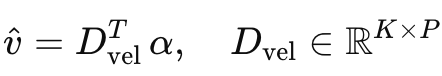 v̂ = D_vel^T α,    D_vel ∈ ℝ^{K×P}